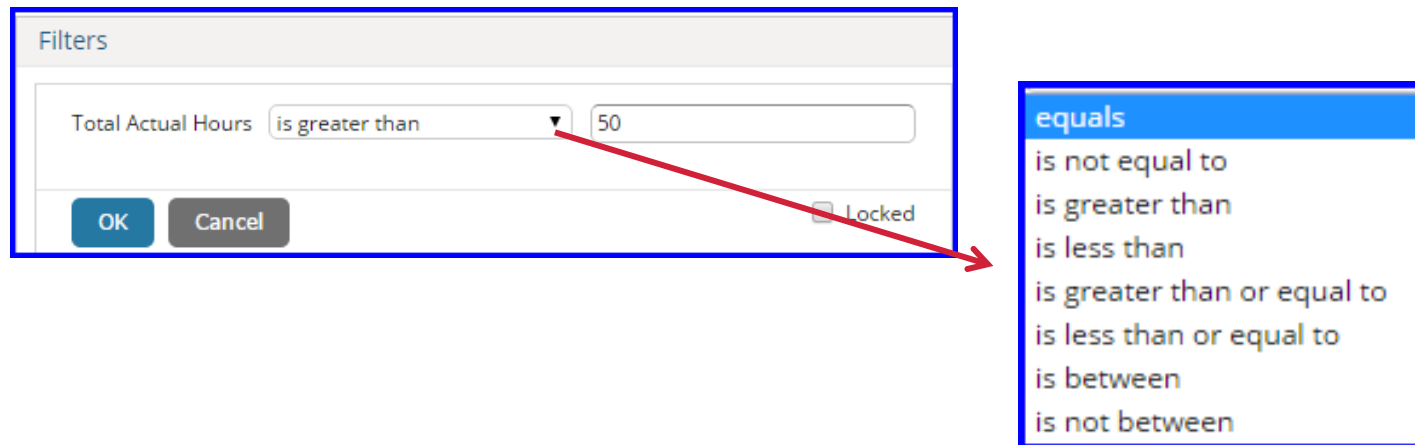 Filters
Total Actual Hours is greater than 50
OK Cancel Locked
equals
is not equal to
is greater than
is less than
is greater than or equal to
is less than or equal to
is between
is not between